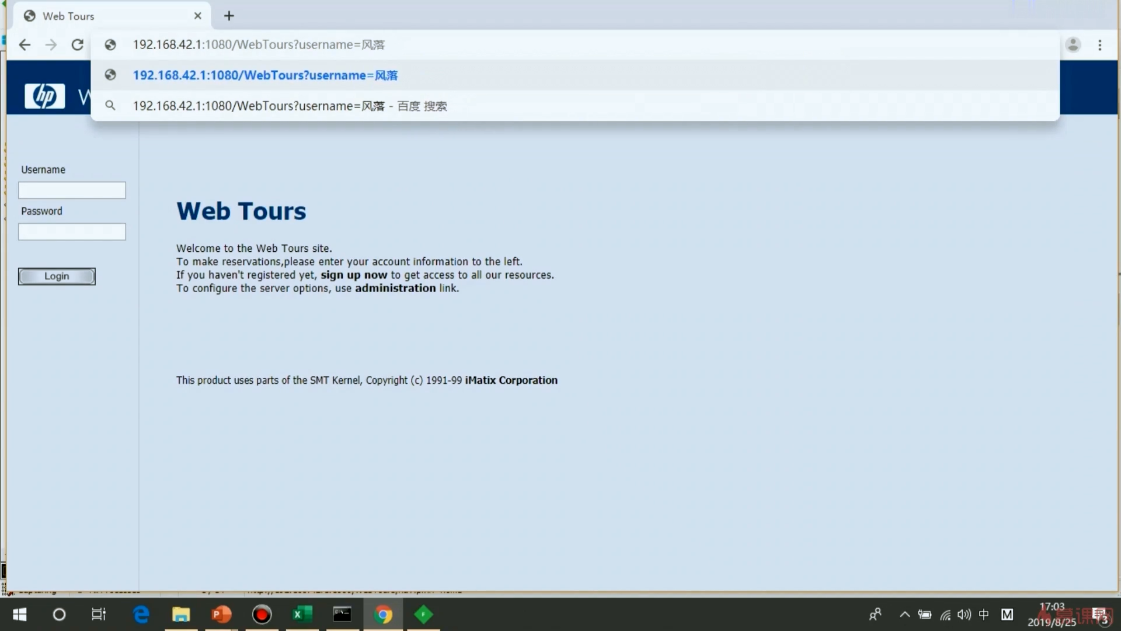 Web Tours
192.168.42.1:1080/WebTours?username=风落
192.168.42.1:1080/WebTours?username=风落
192.168.42.1:1080/WebTours?username=风落 - 百度 搜索
hp W
Username
Password
Login
Web Tours
Welcome to the Web Tours site.
To make reservations,please enter your account information to the left.
If you haven't registered yet, sign up now to get access to all our resources.
To configure the server options, use administration link.
This product uses parts of the SMT Kernel, Copyright (c) 1991-99 iMatix Corporation
中 M
17:03
2019/8/25
3